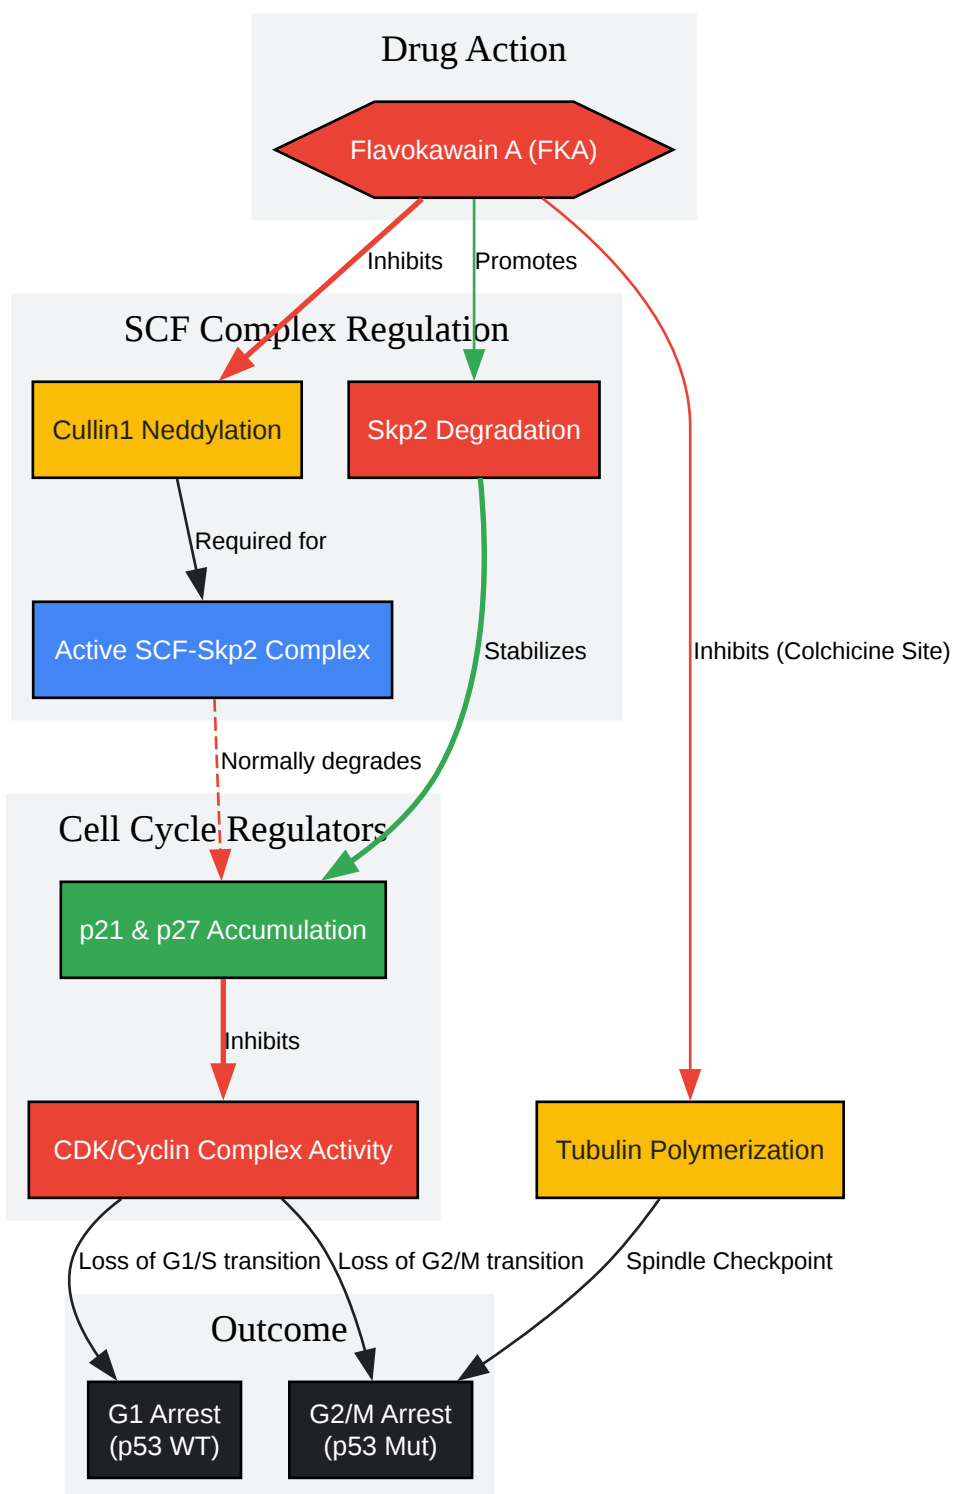 Drug Action
Flavokawain A (FKA)
Inhibits
Promotes
SCF Complex Regulation
Cullin1 Neddylation
Skp2 Degradation
Required for
Active SCF-Skp2 Complex
Stabilizes
Inhibits (Colchicine Site)
Normally degrades
Cell Cycle Regulators
p21 & p27 Accumulation
Inhibits
CDK/Cyclin Complex Activity
Tubulin Polymerization
Loss of G1/S transition
Loss of G2/M transition
Spindle Checkpoint
Outcome
G1 Arrest
(p53 WT)
G2/M Arrest
(p53 Mut)